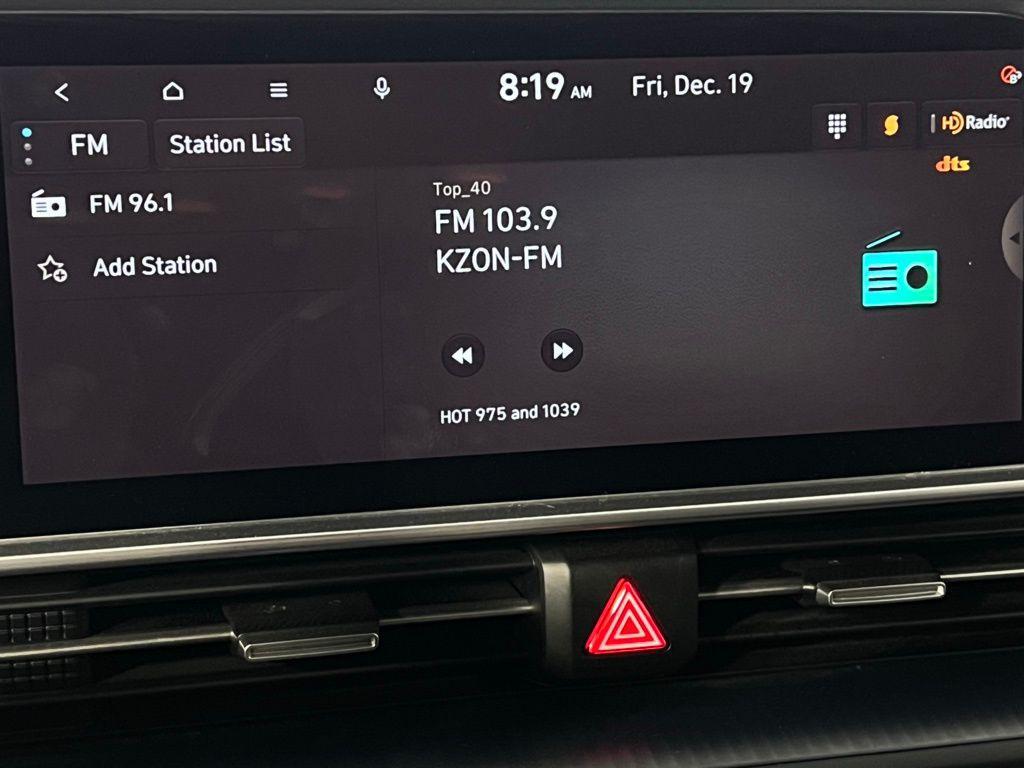 8:19 AM Fri, Dec. 19
FM Station List HD Radio
dts
FM 96.1
Add Station
Top_40
FM 103.9
KZON-FM
HOT 975 and 1039